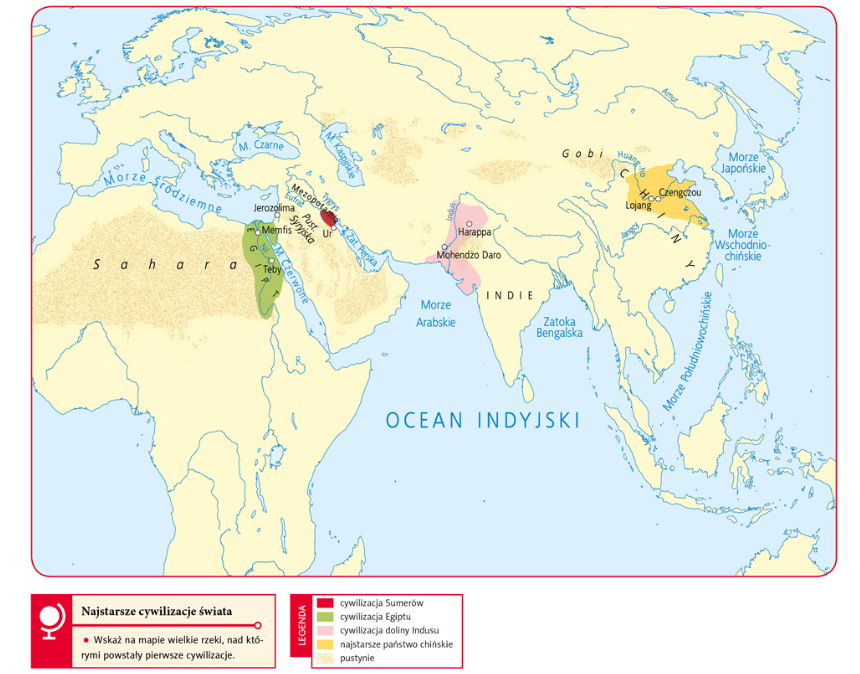 Amur
Gobi
Huang-ho
Morze
Japońskie
M. Czarne
M. Kaspijskie
Morze Śródziemne
CHINY
Czengczou
Lojang
Jangcy
Mezopotamia
Tygrys
Eufrat
Jerozolima
Pust.
Syryjska
Ur
Zat. Perska
Indus
Harappa
Mohendżo Daro
Memfis
EGIPT
Nil
Teby
M. Czerwone
Sahara
Morze
Wschodnio-
chińskie
INDIE
Morze
Arabskie
Zatoka
Bengalska
Morze Południowochińskie
OCEAN INDYJSKI
Najstarsze cywilizacje świata
• Wskaż na mapie wielkie rzeki, nad któ-
rymi powstały pierwsze cywilizacje.
LEGENDA
cywilizacja Sumerów
cywilizacja Egiptu
cywilizacja doliny Indusu
najstarsze państwo chińskie
pustynie